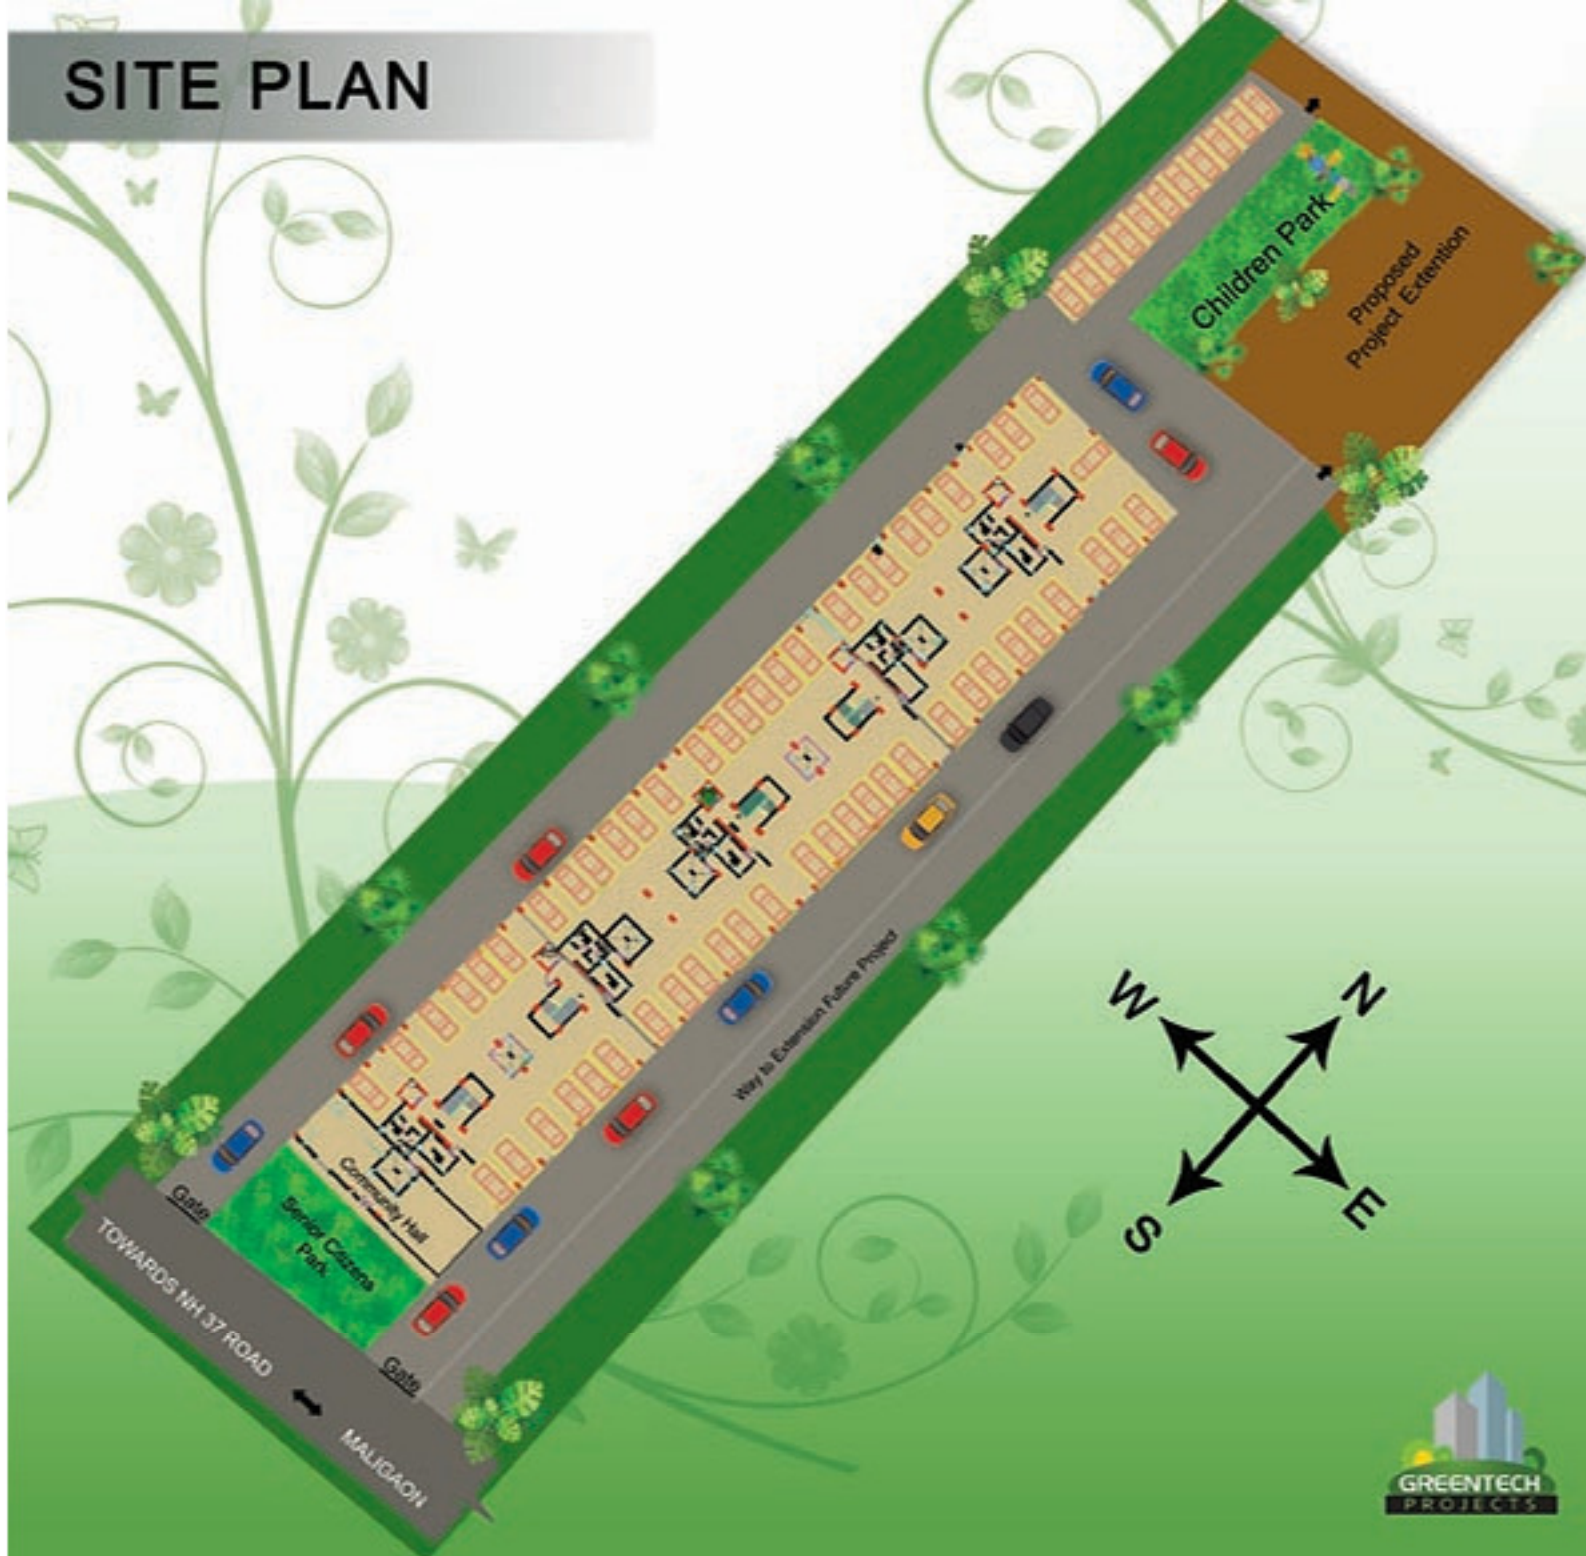 SITE PLAN
Children Park
Proposed
Project Extention
Way to Extension Future Project
Community Hall
Senior Citizens
Park
Gate
Gate
TOWARDS NH 37 ROAD
MALIGAON
W
N
S
E
GREENTECH
PROJECTS